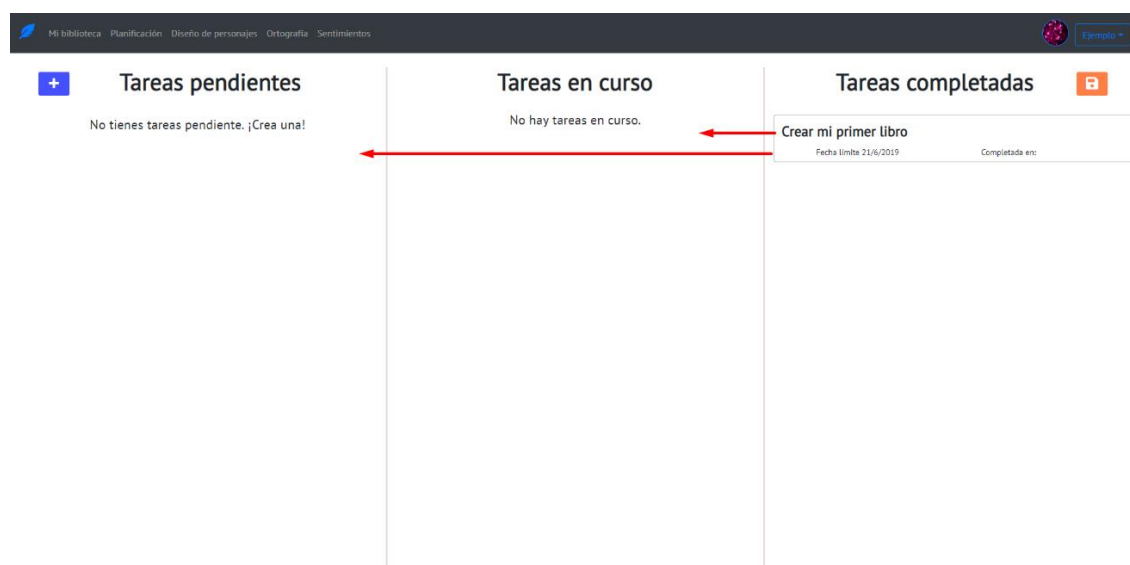 Mi biblioteca Planificación Diseño de personajes Ortografía Sentimientos
Ejemplo
Tareas pendientes
No tienes tareas pendiente. ¡Crea una!
Tareas en curso
No hay tareas en curso.
Tareas completadas
Crear mi primer libro
Fecha límite 21/6/2019 Completada en: